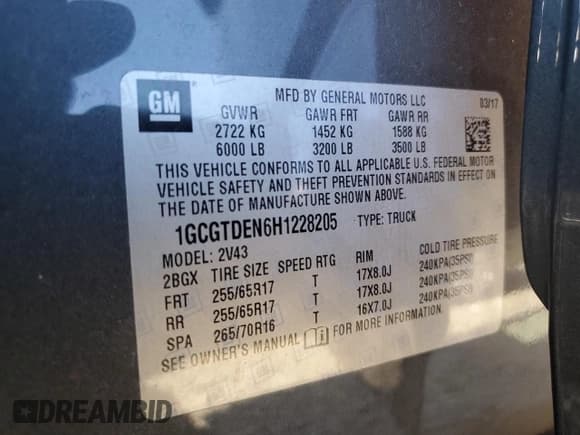 GM
MFD BY GENERAL MOTORS LLC 03/17
GVWR GAWR FRT GAWR RR
2722 KG 1452 KG 1588 KG
6000 LB 3200 LB 3500 LB
THIS VEHICLE CONFORMS TO ALL APPLICABLE U.S. FEDERAL MOTOR
VEHICLE SAFETY AND THEFT PREVENTION STANDARDS IN EFFECT ON
THE DATE OF MANUFACTURE SHOWN ABOVE.
1GCGTDEN6H1228205 TYPE: TRUCK
MODEL: 2V43
2BGX TIRE SIZE SPEED RTG RIM COLD TIRE PRESSURE
FRT 255/65R17 T 17X8.0J 240KPA(35PSI)
RR 255/65R17 T 17X8.0J 240KPA(35PSI)
SPA 265/70R16 T 16X7.0J 240KPA(35PSI)
SEE OWNER'S MANUAL FOR MORE INFORMATION.
DREAMBID